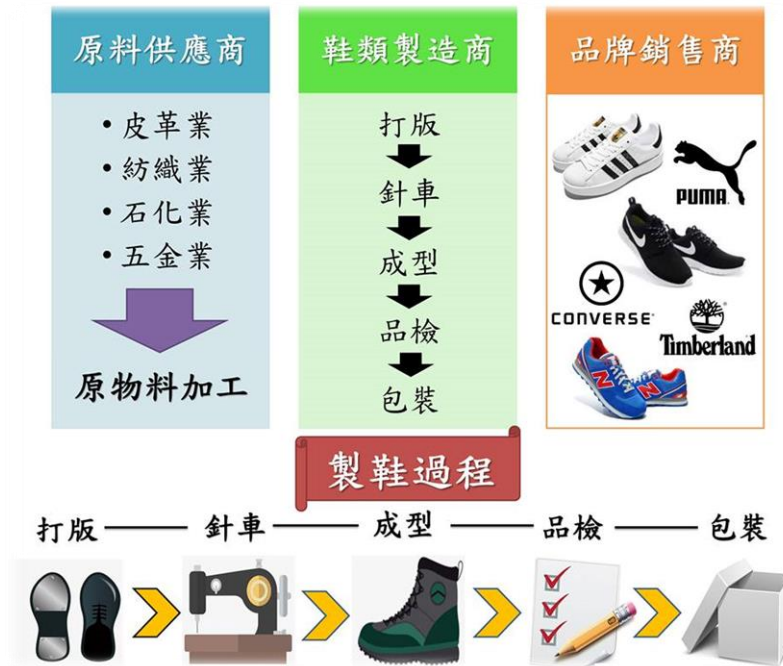 原料供應商
• 皮革業
• 紡織業
• 石化業
• 五金業
原物料加工
鞋類製造商
打版
針車
成型
品檢
包裝
品牌銷售商
PUMA
CONVERSE
Timberland
N
N
製鞋過程
打版 針車 成型 品檢 包裝